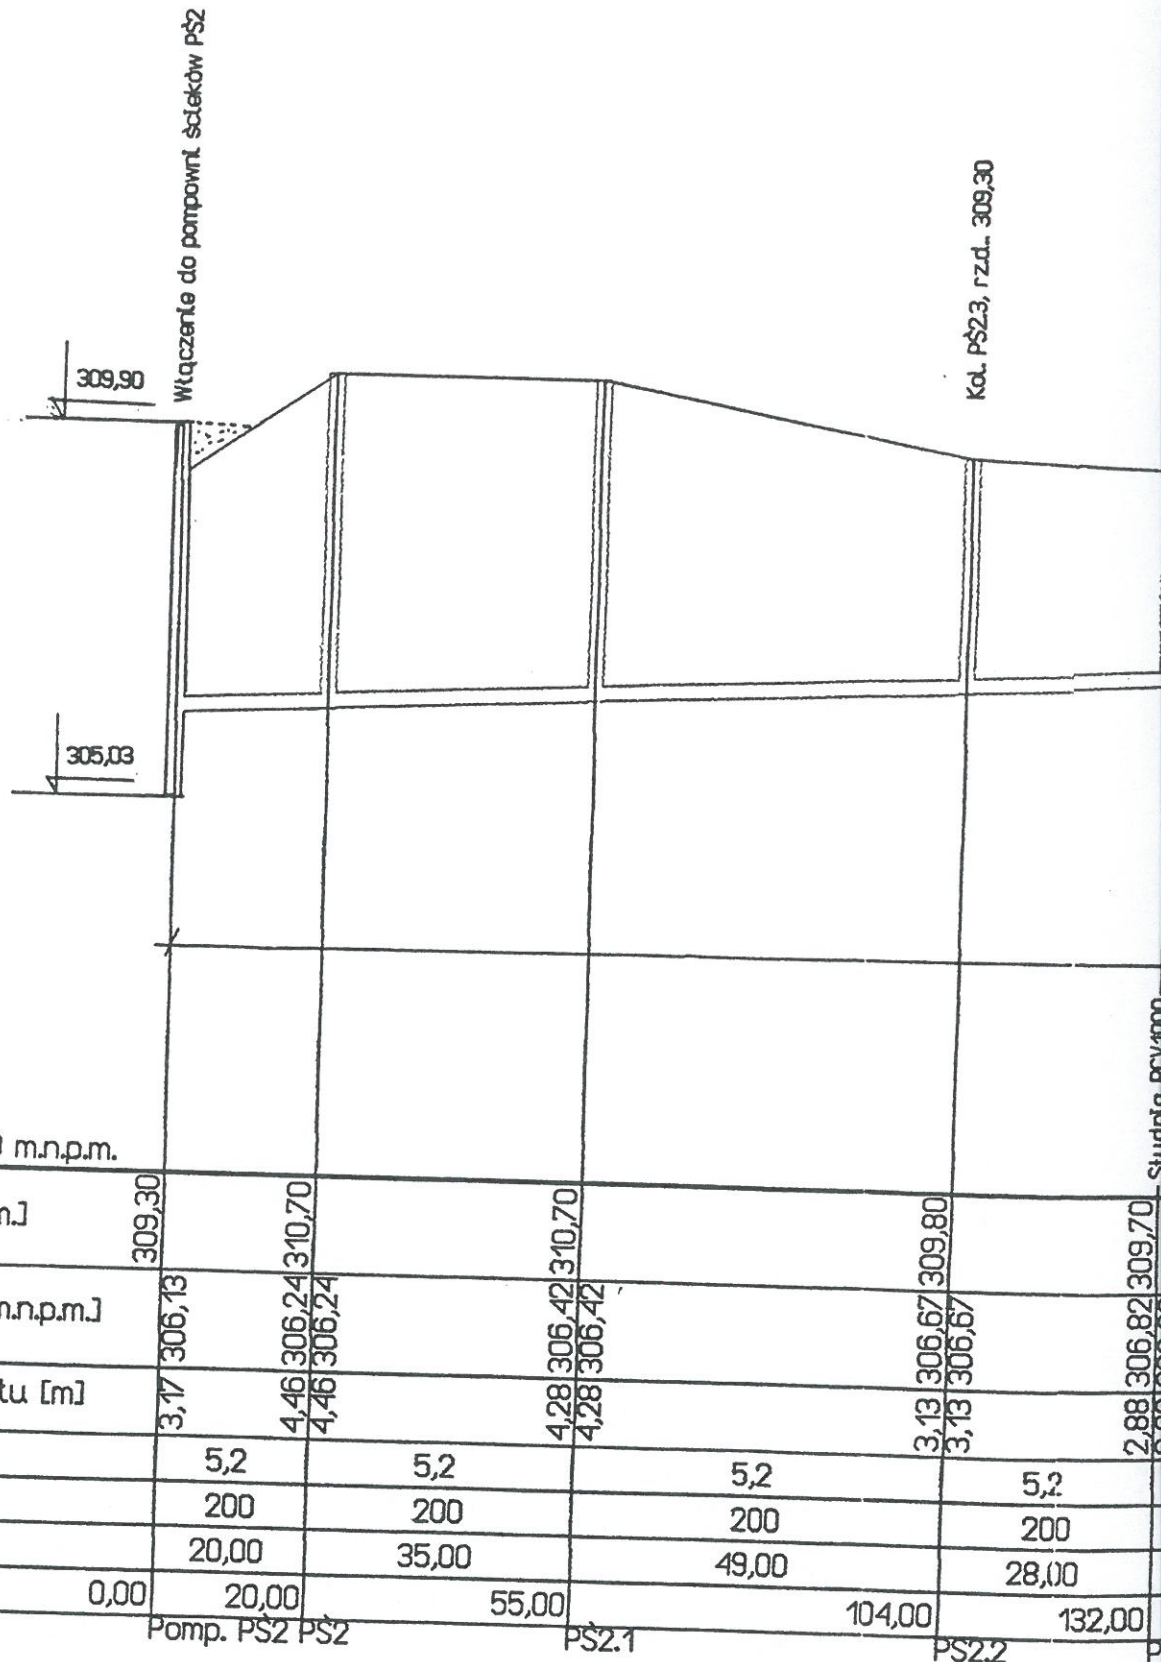 Włączenie do pompowni ścieków PŚ2
Kol. PŚ2.3, rz.d.. 309,30
309,90
305,03
m.n.p.m.
309,30 310,70 310,70 309,80 309,70
m.n.p.m.]
306,13 306,24 306,24 306,42 306,42 306,67 306,67 306,82
tu [m]
3,17 4,46 4,46 4,28 4,28 3,13 3,13 2,88
5,2 5,2 5,2 5,2
200 200 200 200
20,00 35,00 49,00 28,00
0,00 20,00 55,00 104,00 132,00
Pomp. PŚ2 PŚ2 PŚ2.1 PŚ2.2